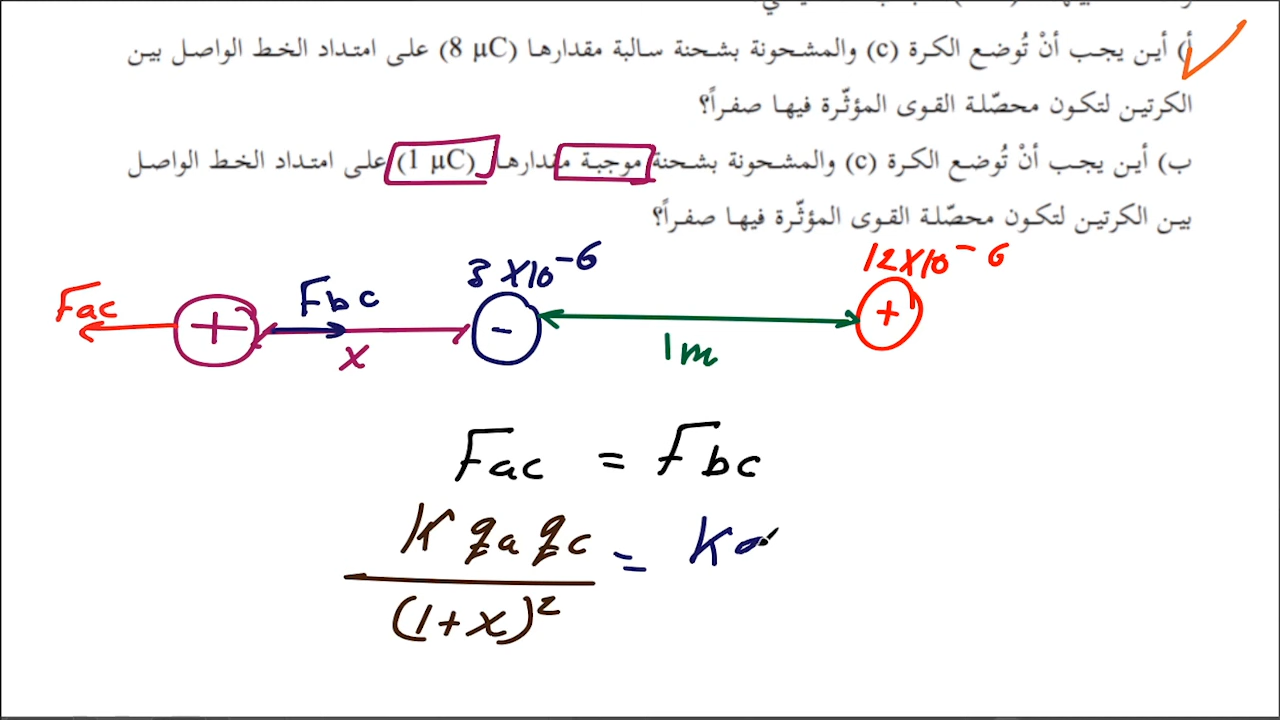 أ) أين يجب أنْ تُوضع الكرة (c) والمشحونة بشحنة سالبة مقدارها (8 µC) على امتداد الخط الواصل بين
الكرتين لتكون محصّلة القوى المؤثّرة فيها صفراً؟
ب) أين يجب أنْ تُوضع الكرة (c) والمشحونة بشحنة موجبة مقدارها (1 µC) على امتداد الخط الواصل
بين الكرتين لتكون محصّلة القوى المؤثّرة فيها صفراً؟
3 X10⁻⁶
12X10⁻⁶
Fac
+
Fbc
-
+
x
1m
Fac = Fbc
K qa qc = K
(1+x)²